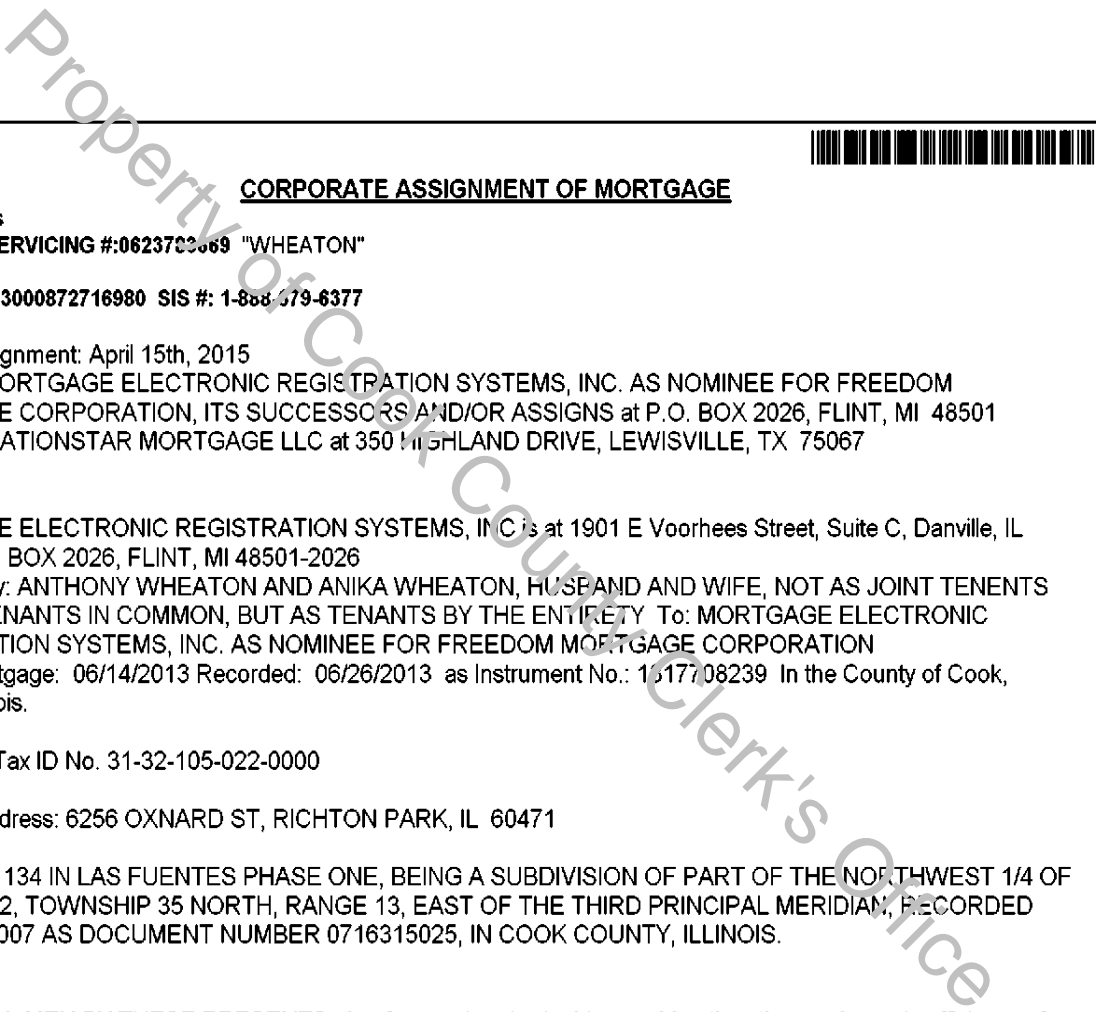 CORPORATE ASSIGNMENT OF MORTGAGE
s
ERVICING #: "WHEATON"
30000872716980 SIS #: 1-888-679-6377
gnment: April 15th, 2015
ORTGAGE ELECTRONIC REGISTRATION SYSTEMS, INC. AS NOMINEE FOR FREEDOM
E CORPORATION, ITS SUCCESSORS AND/OR ASSIGNS at P.O. BOX 2026, FLINT, MI 48501
ATIONSTAR MORTGAGE LLC at 350 HIGHLAND DRIVE, LEWISVILLE, TX 75067
E ELECTRONIC REGISTRATION SYSTEMS, INC is at 1901 E Voorhees Street, Suite C, Danville, IL
BOX 2026, FLINT, MI 48501-2026
y: ANTHONY WHEATON AND ANIKA WHEATON, HUSBAND AND WIFE, NOT AS JOINT TENENTS
ENANTS IN COMMON, BUT AS TENANTS BY THE ENTIRETY To: MORTGAGE ELECTRONIC
TION SYSTEMS, INC. AS NOMINEE FOR FREEDOM MORTGAGE CORPORATION
tgage: 06/14/2013 Recorded: 06/26/2013 as Instrument No.: 1317708239 In the County of Cook,
ois.
Tax ID No. 31-32-105-022-0000
dress: 6256 OXNARD ST, RICHTON PARK, IL 60471
134 IN LAS FUENTES PHASE ONE, BEING A SUBDIVISION OF PART OF THE NORTHWEST 1/4 OF
2, TOWNSHIP 35 NORTH, RANGE 13, EAST OF THE THIRD PRINCIPAL MERIDIAN, RECORDED
007 AS DOCUMENT NUMBER 0716315025, IN COOK COUNTY, ILLINOIS.
Property of Cook County Clerk's Office